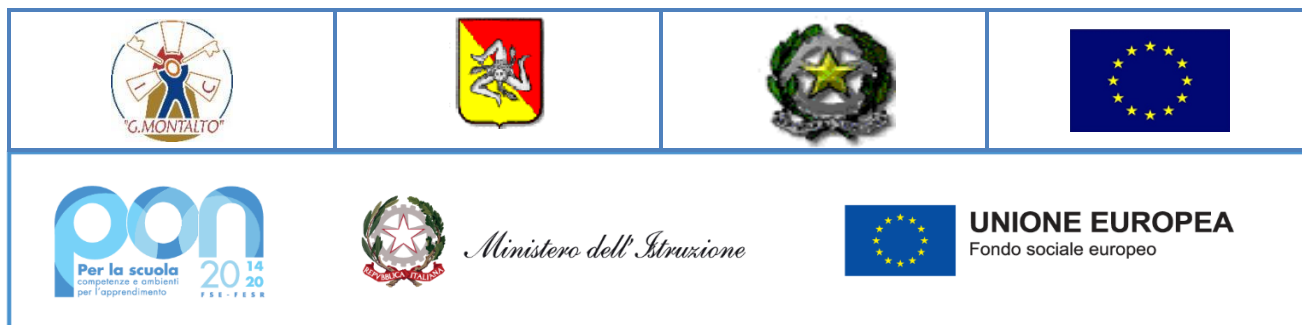 I C
"G.MONTALTO"
pon
Per la scuola
competenze e ambienti
per l'apprendimento
20 14
20
FSE-FESR
REPVBBLICA ITALIANA
Ministero dell'Istruzione
UNIONE EUROPEA
Fondo sociale europeo